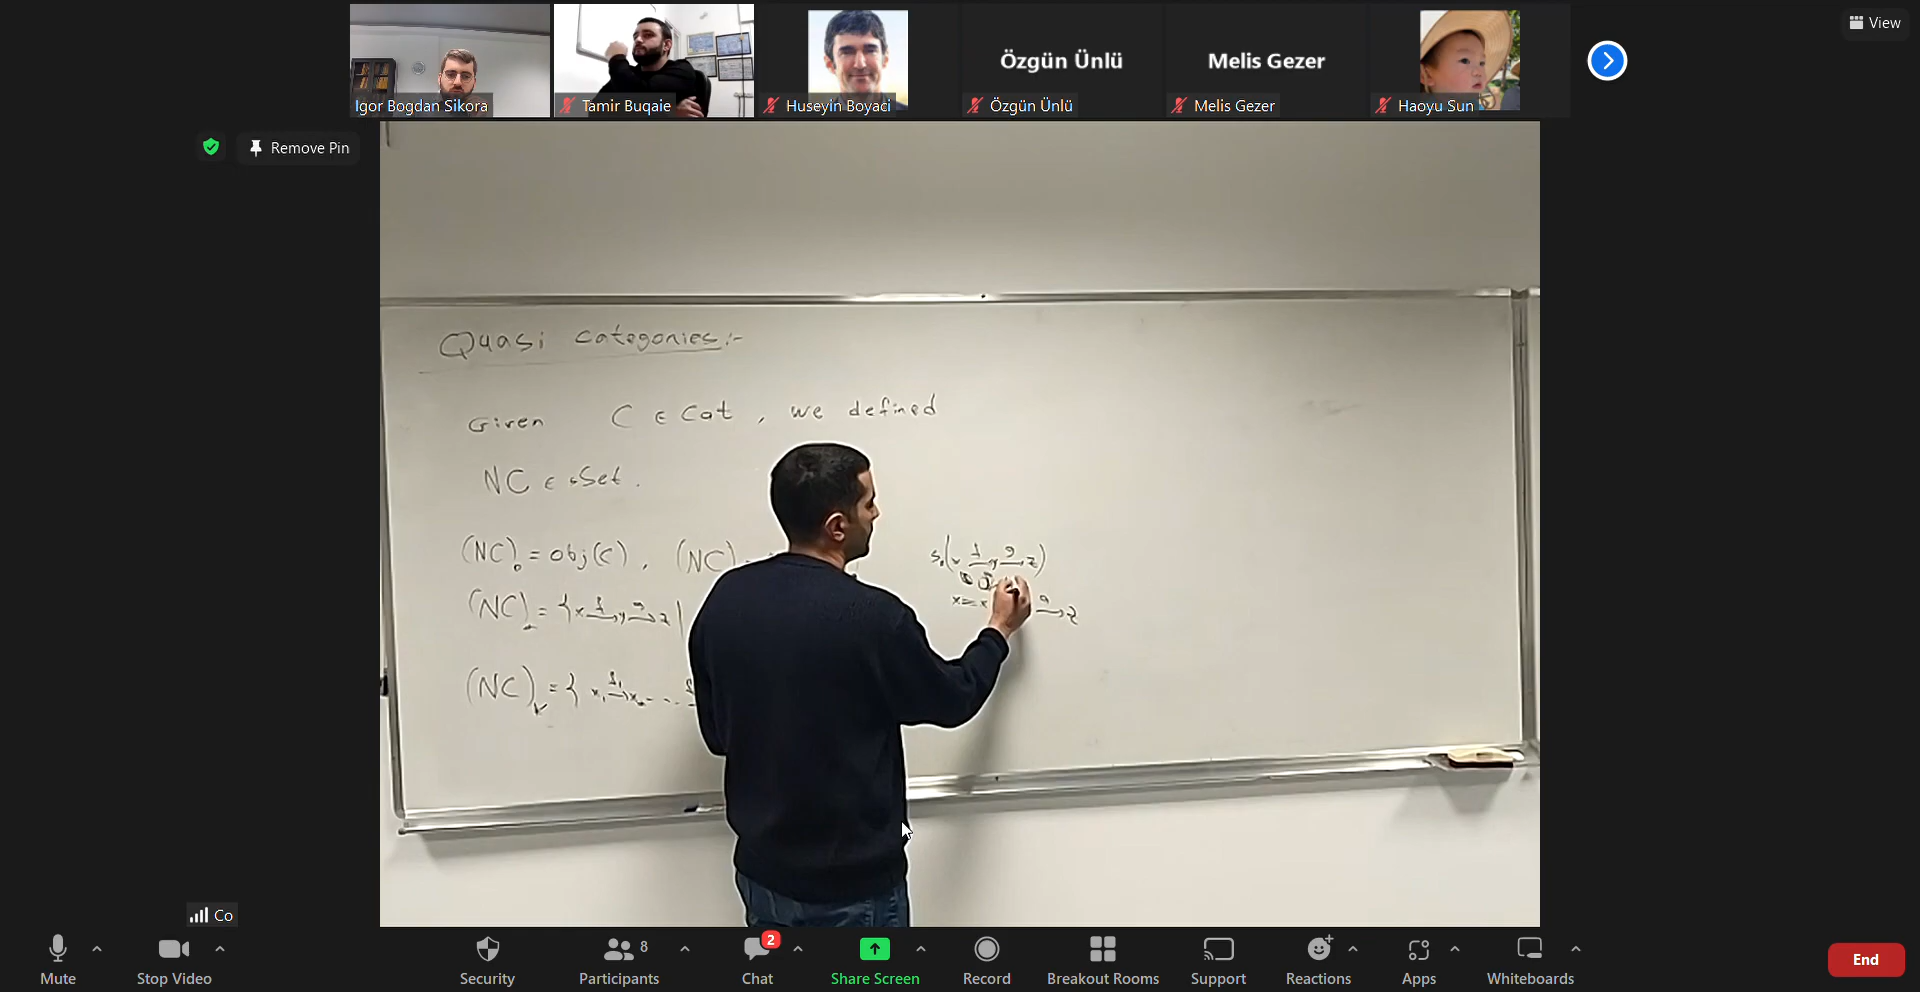 View
Özgün Ünlü
Melis Gezer
Igor Bogdan Sikora
Tamir Buqaie
Huseyin Boyaci
Özgün Ünlü
Melis Gezer
Haoyu Sun
Remove Pin
Quasi categories:-
Given C ∈ Cat, we defined
NC ∈ sSet.
(NC)₀ = obj(C), (NC)
(NC)₂ = { x →f y →g z |
(NC)ₖ = { x₁ →f₁ x₂ ...
s₀(x →f y →g z)
x = x
g → z
Co
Mute
Stop Video
Security
Participants
8
Chat
2
Share Screen
Record
Breakout Rooms
Support
Reactions
Apps
Whiteboards
End